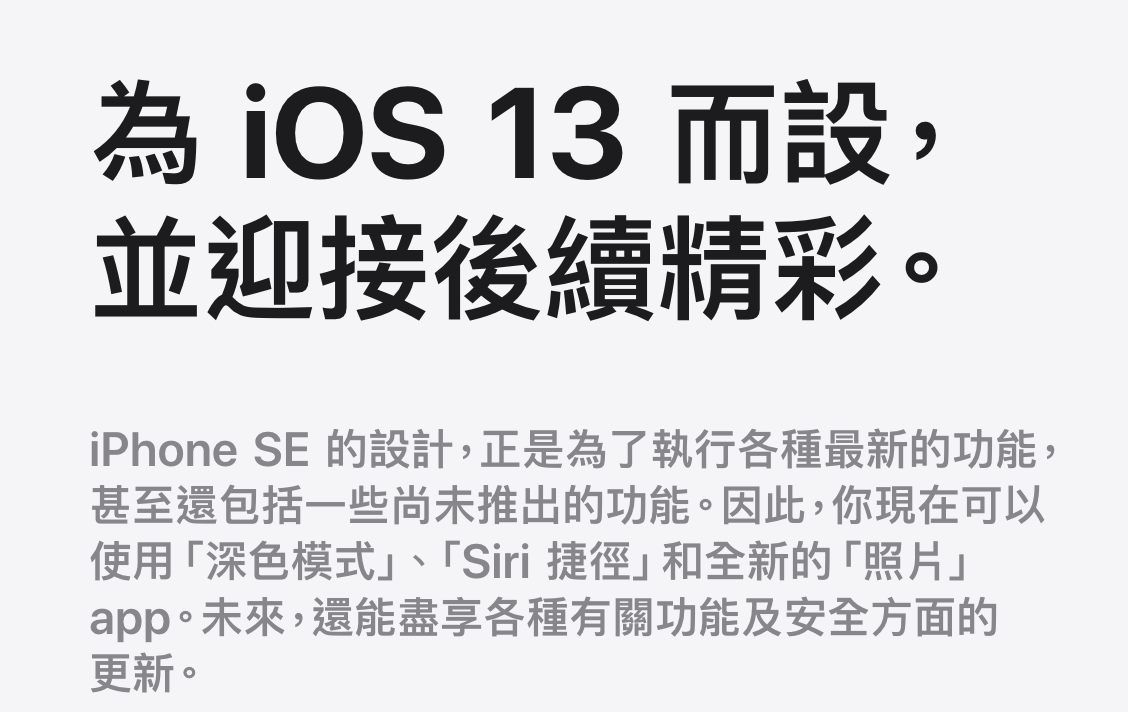 為 iOS 13 而設，
並迎接後續精彩。
iPhone SE 的設計，正是為了執行各種最新的功能，
甚至還包括一些尚未推出的功能。因此，你現在可以
使用「深色模式」、「Siri 捷徑」和全新的「照片」
app。未來，還能盡享各種有關功能及安全方面的
更新。